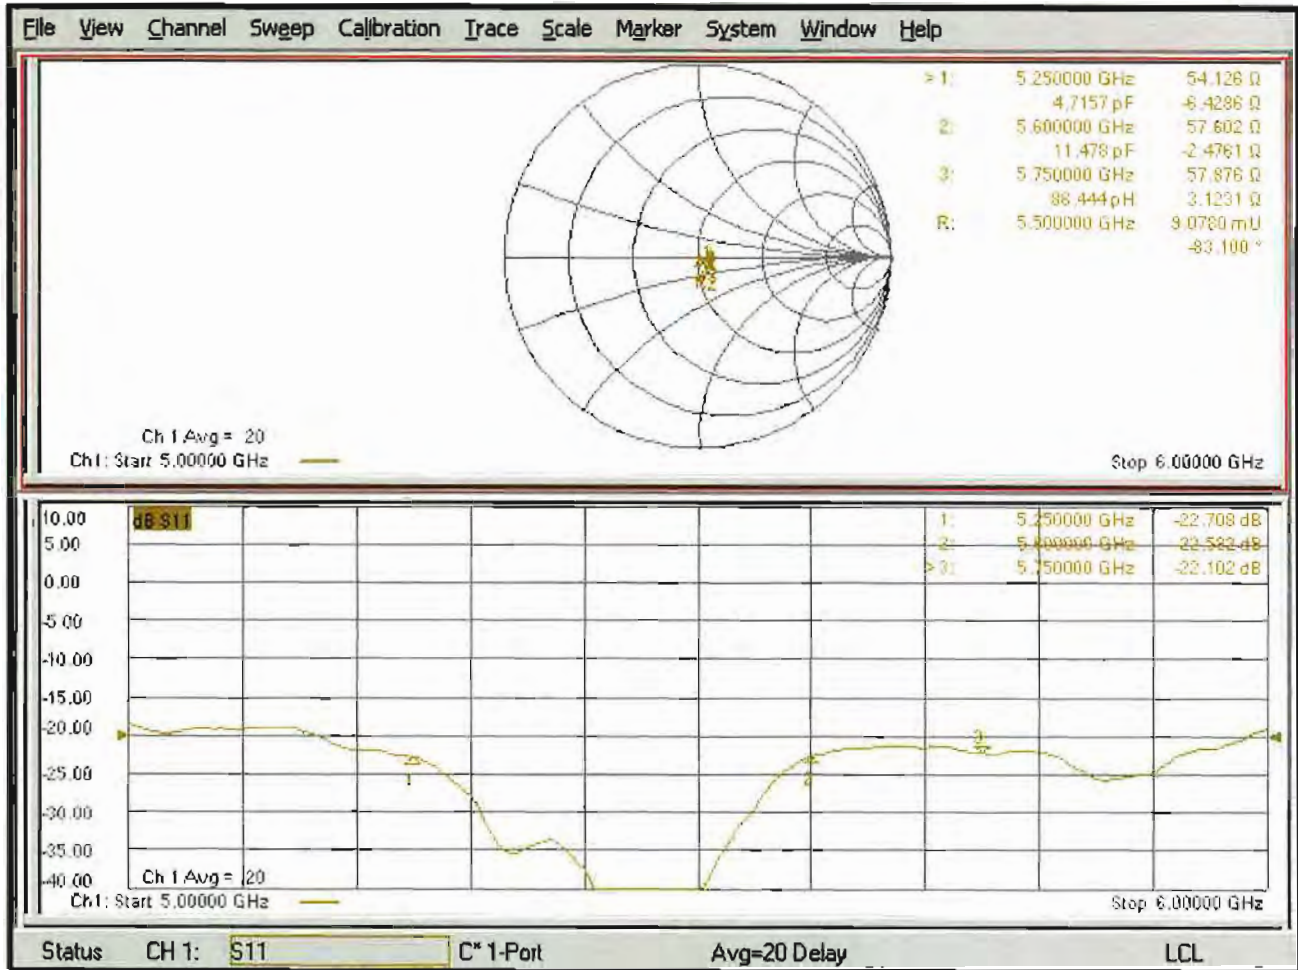 File View Channel Sweep Calibration Trace Scale Marker System Window Help
> 1: 5.250000 GHz 54.126 Ω
4.7157 pF -6.4286 Ω
2: 5.600000 GHz 57.602 Ω
11.478 pF -2.4761 Ω
3: 5.750000 GHz 57.876 Ω
3.1231 Ω
R: 5.500000 GHz 9.0780 mU
-83.100 °
Ch 1 Avg = 20
Ch1: Start 5.00000 GHz
Stop 6.00000 GHz
10.00
dB S11
1: 5.250000 GHz -22.708 dB
5.00
2: 5.600000 GHz -22.582 dB
> 3: 5.750000 GHz -22.102 dB
0.00
-5.00
-10.00
-15.00
-20.00
3
1
2
-25.00
-30.00
-35.00
-40.00
Ch 1 Avg = 20
Ch1: Start 5.00000 GHz
Stop 6.00000 GHz
Status CH 1: S11 C* 1-Port Avg=20 Delay LCL